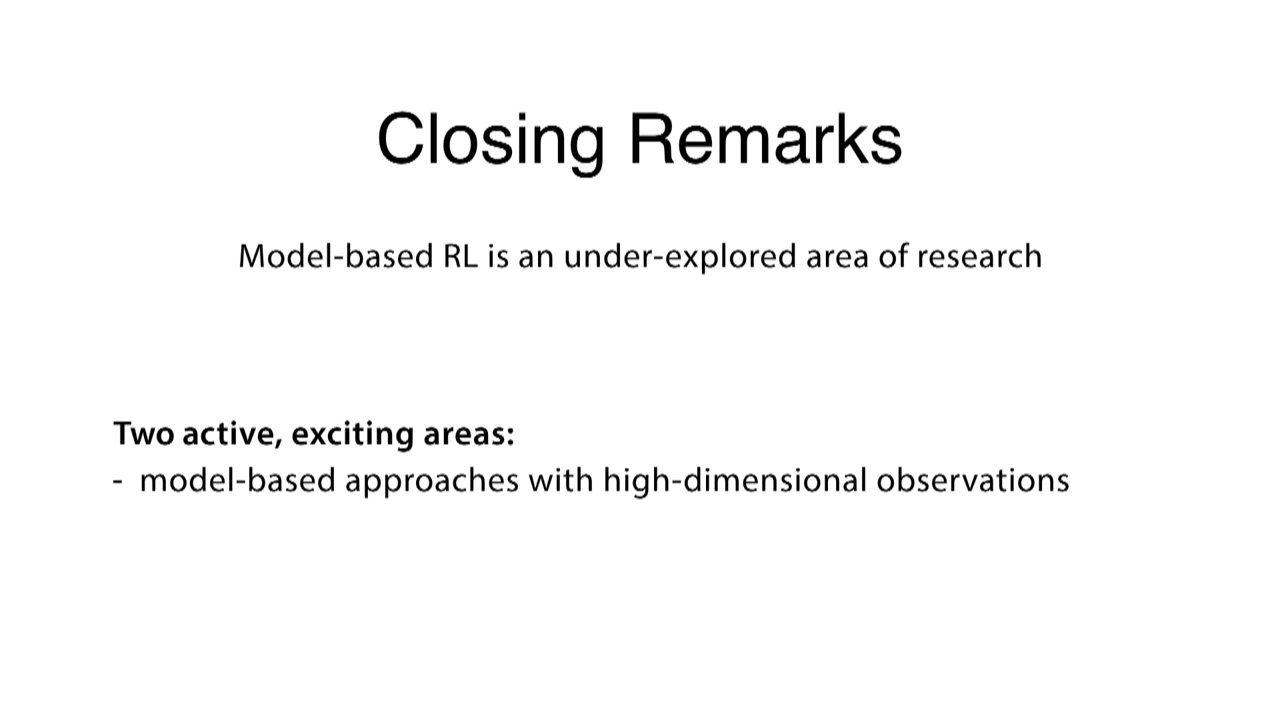 Closing Remarks
Model-based RL is an under-explored area of research
Two active, exciting areas:
- model-based approaches with high-dimensional observations